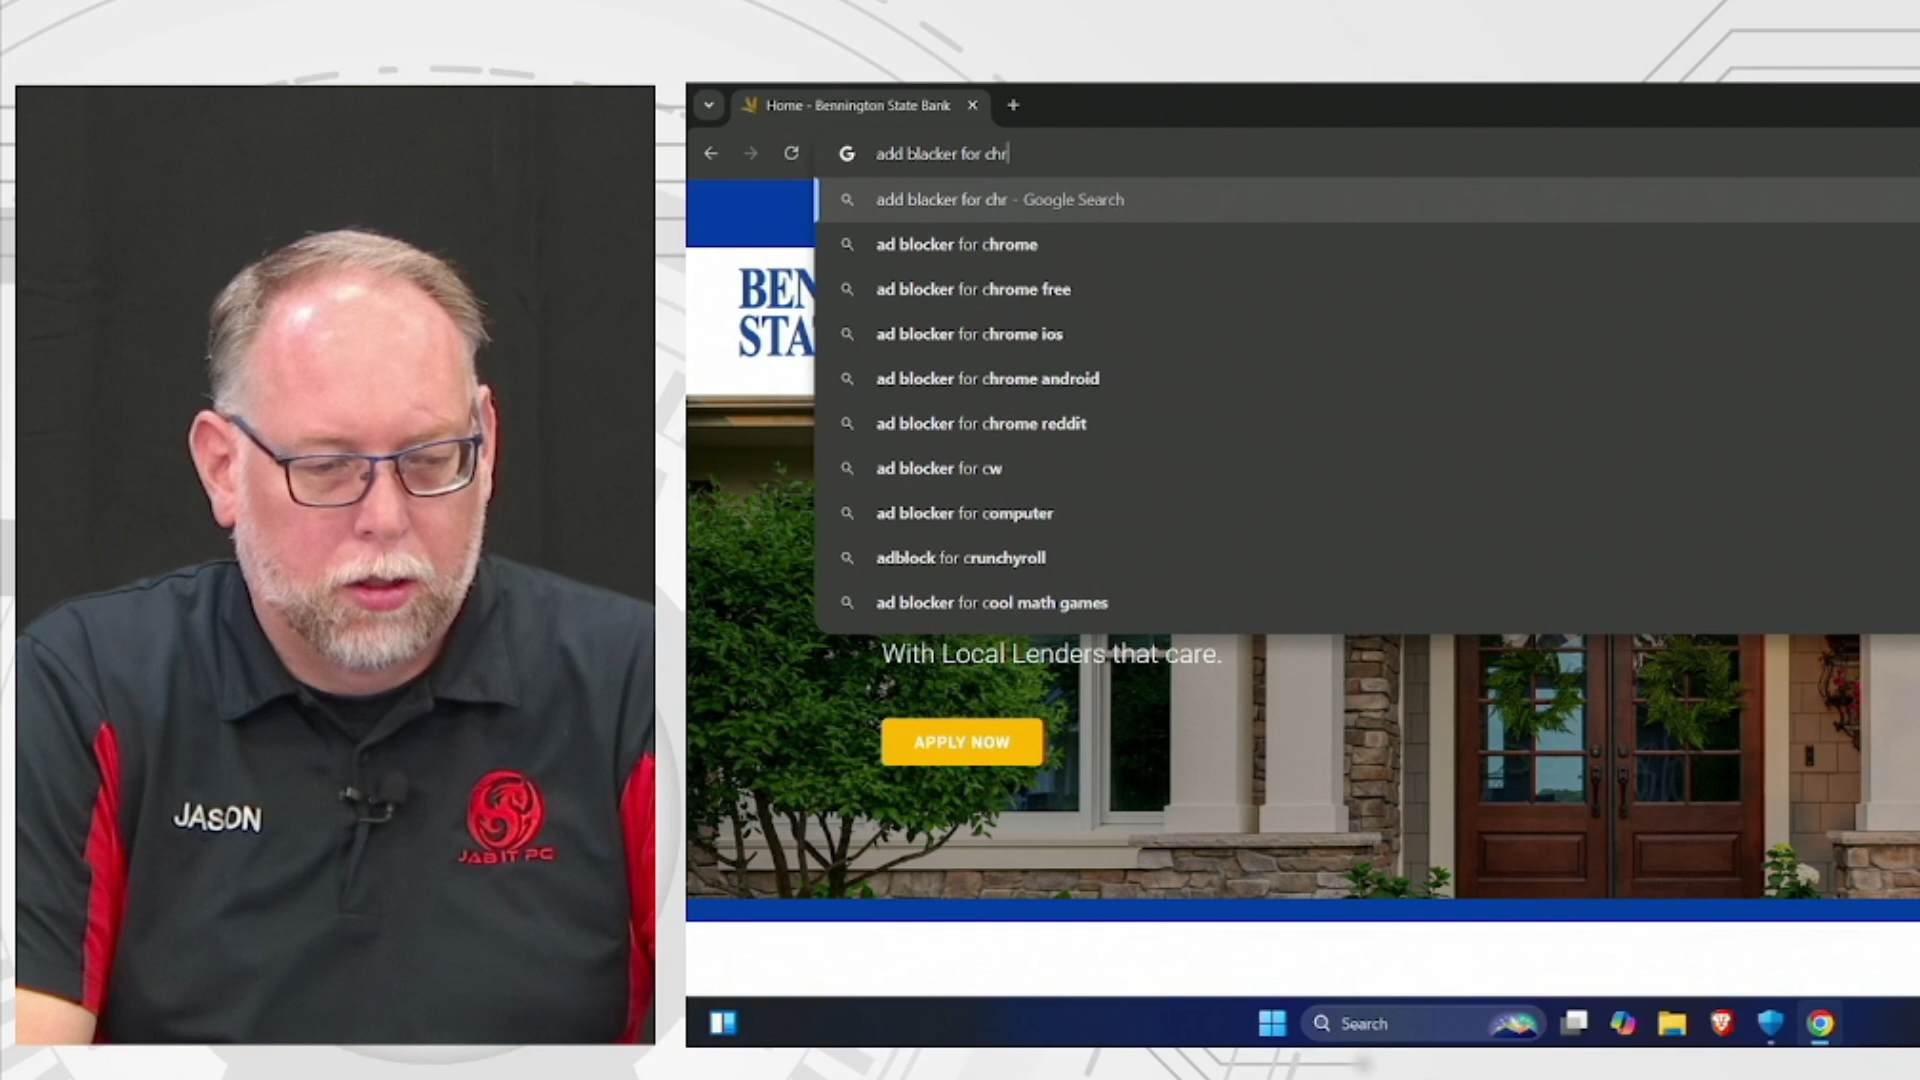 JASON
JAB IT PC
Home - Bennington State Bank
add blacker for chr
add blacker for chr - Google Search
ad blocker for chrome
ad blocker for chrome free
ad blocker for chrome ios
ad blocker for chrome android
ad blocker for chrome reddit
ad blocker for cw
ad blocker for computer
adblock for crunchyroll
ad blocker for cool math games
BEN
STA
With Local Lenders that care.
APPLY NOW
Search